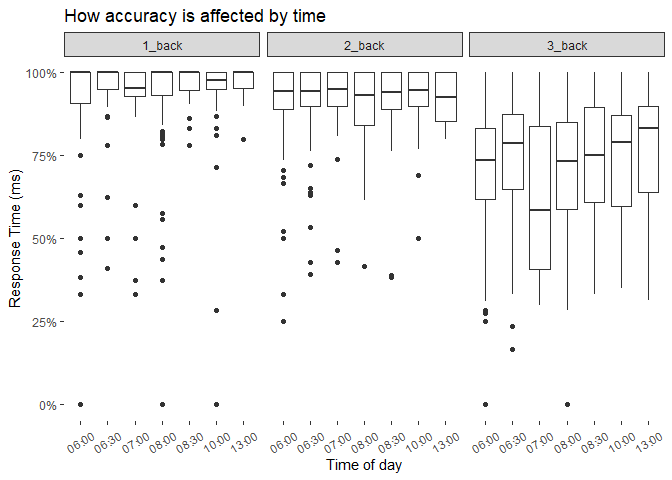 How accuracy is affected by time
1_back 2_back 3_back
Response Time (ms)
100%
75%
50%
25%
0%
06:00 06:30 07:00 08:00 08:30 10:00 13:00 06:00 06:30 07:00 08:00 08:30 10:00 13:00 06:00 06:30 07:00 08:00 08:30 10:00 13:00
Time of day